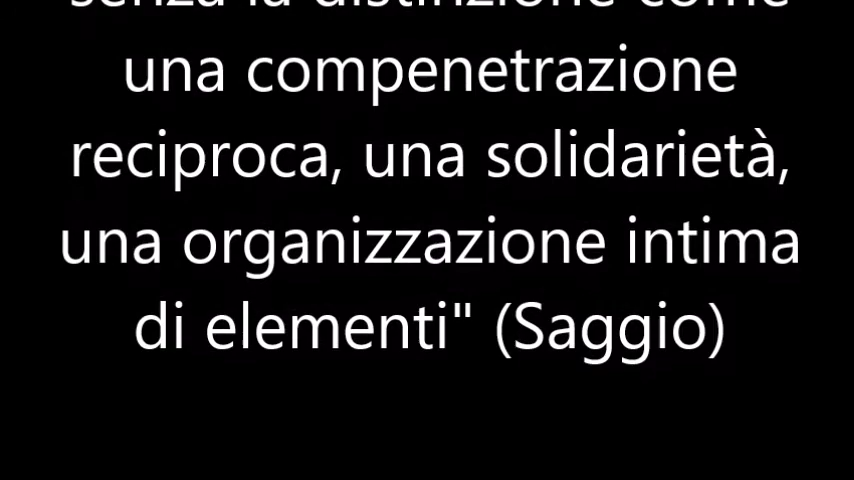 senza la distinzione come
una compenetrazione
reciproca, una solidarietà,
una organizzazione intima
di elementi" (Saggio)